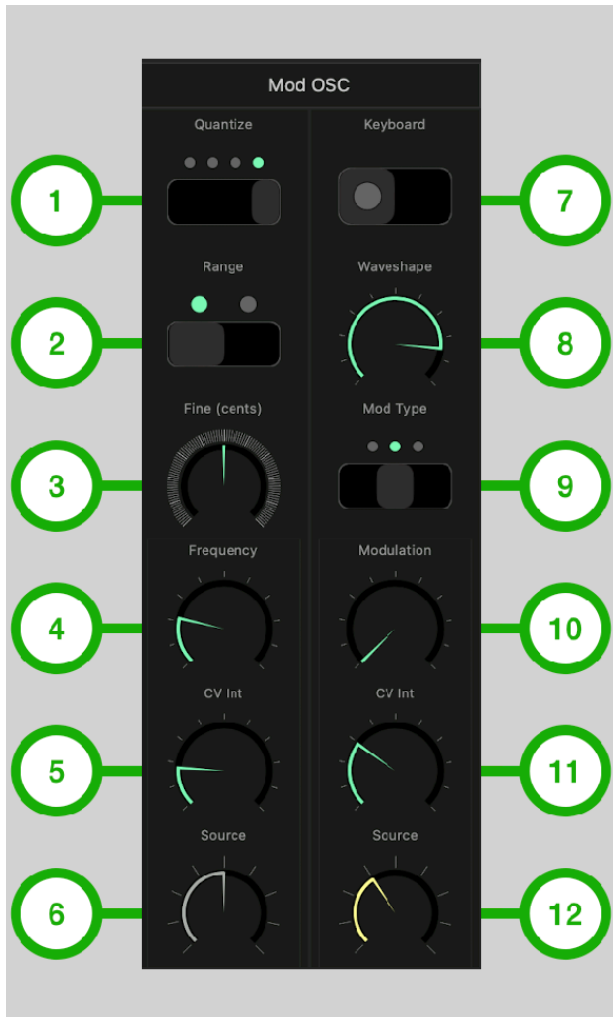 Mod OSC
Quantize
Keyboard
1
7
Range
Waveshape
2
8
Fine (cents)
Mod Type
3
9
Frequency
Modulation
4
10
CV Int
CV Int
5
11
Source
Source
6
12